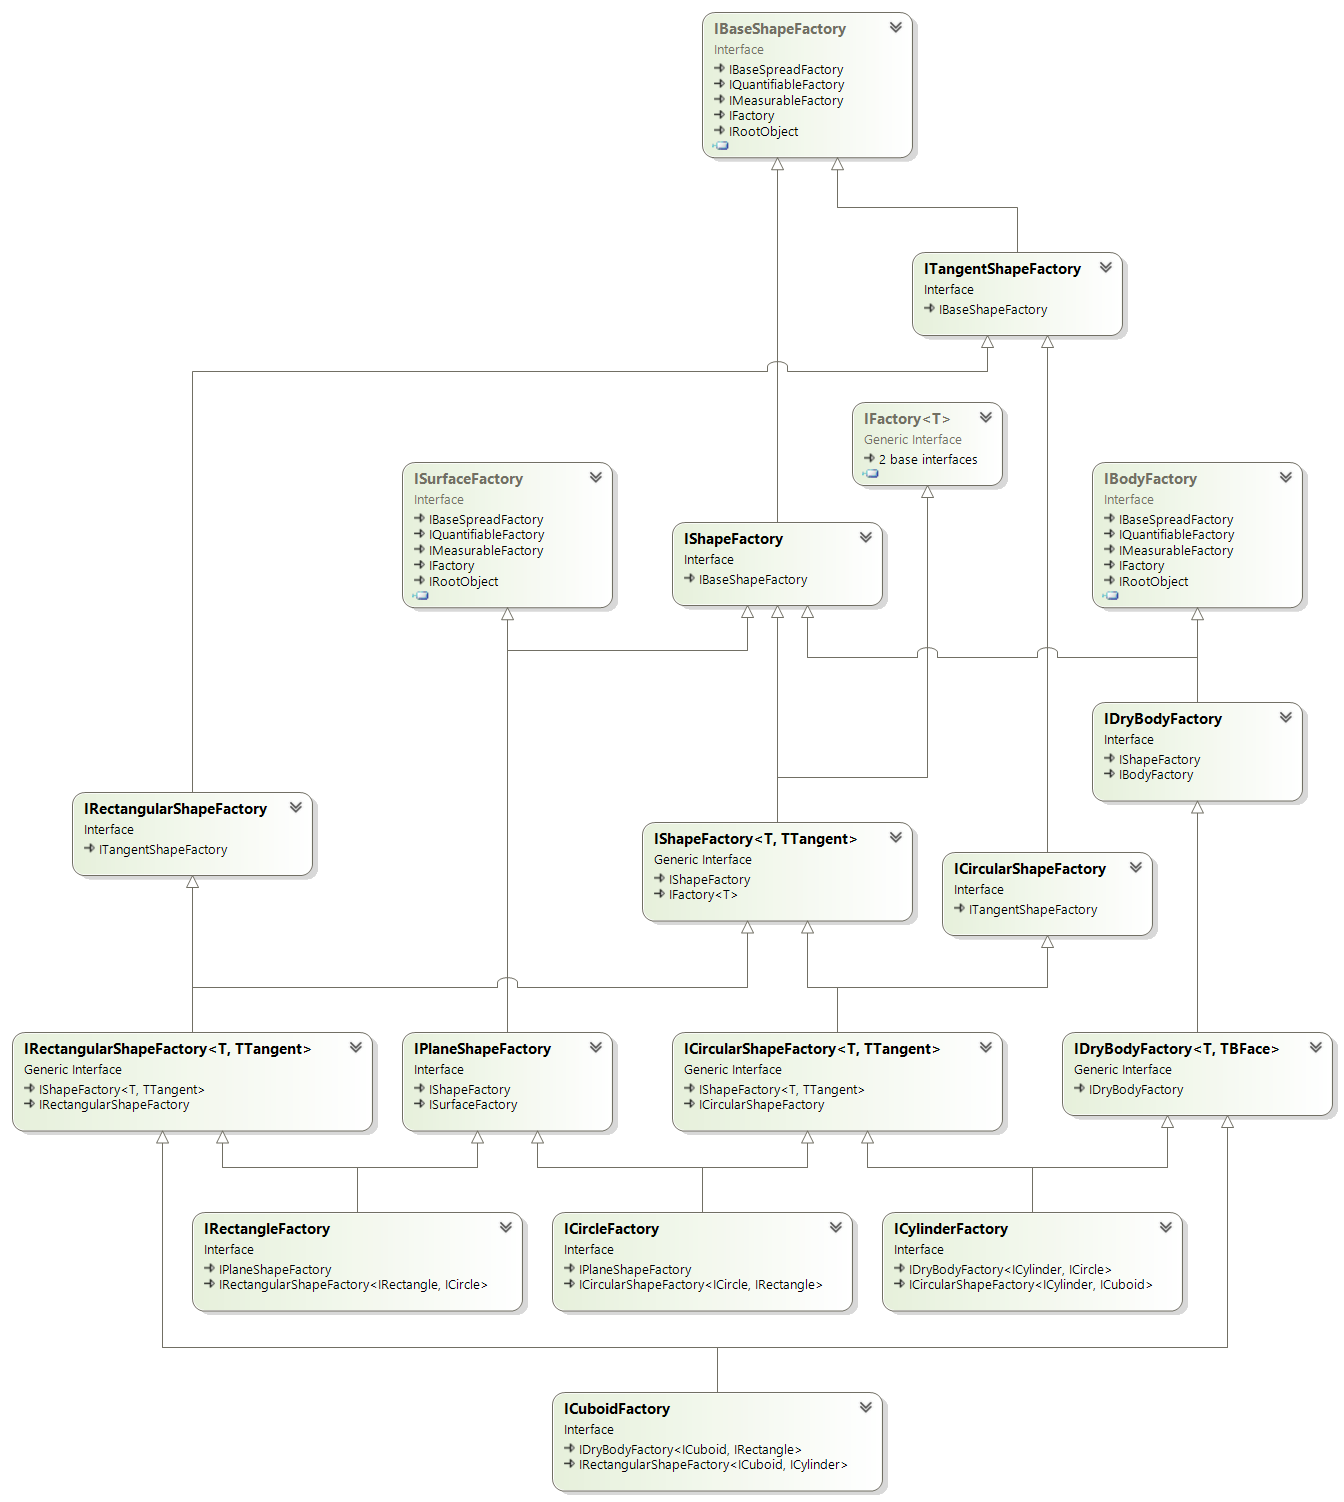 IBaseShapeFactory
Interface
IBaseSpreadFactory
IQuantifiableFactory
IMeasurableFactory
IFactory
IRootObject
ITangentShapeFactory
Interface
IBaseShapeFactory
IFactory<T>
Generic Interface
2 base interfaces
ISurfaceFactory
Interface
IBaseSpreadFactory
IQuantifiableFactory
IMeasurableFactory
IFactory
IRootObject
IShapeFactory
Interface
IBaseShapeFactory
IBodyFactory
Interface
IBaseSpreadFactory
IQuantifiableFactory
IMeasurableFactory
IFactory
IRootObject
IDryBodyFactory
Interface
IShapeFactory
IBodyFactory
IRectangularShapeFactory
Interface
ITangentShapeFactory
IShapeFactory<T, TTangent>
Generic Interface
IShapeFactory
IFactory<T>
ICircularShapeFactory
Interface
ITangentShapeFactory
IRectangularShapeFactory<T, TTangent>
Generic Interface
IShapeFactory<T, TTangent>
IRectangularShapeFactory
IPlaneShapeFactory
Interface
IShapeFactory
ISurfaceFactory
ICircularShapeFactory<T, TTangent>
Generic Interface
IShapeFactory<T, TTangent>
ICircularShapeFactory
IDryBodyFactory<T, TBFace>
Generic Interface
IDryBodyFactory
IRectangleFactory
Interface
IPlaneShapeFactory
IRectangularShapeFactory<IRectangle, ICircle>
ICircleFactory
Interface
IPlaneShapeFactory
ICircularShapeFactory<ICircle, IRectangle>
ICylinderFactory
Interface
IDryBodyFactory<ICylinder, ICircle>
ICircularShapeFactory<ICylinder, ICuboid>
ICuboidFactory
Interface
IDryBodyFactory<ICuboid, IRectangle>
IRectangularShapeFactory<ICuboid, ICylinder>